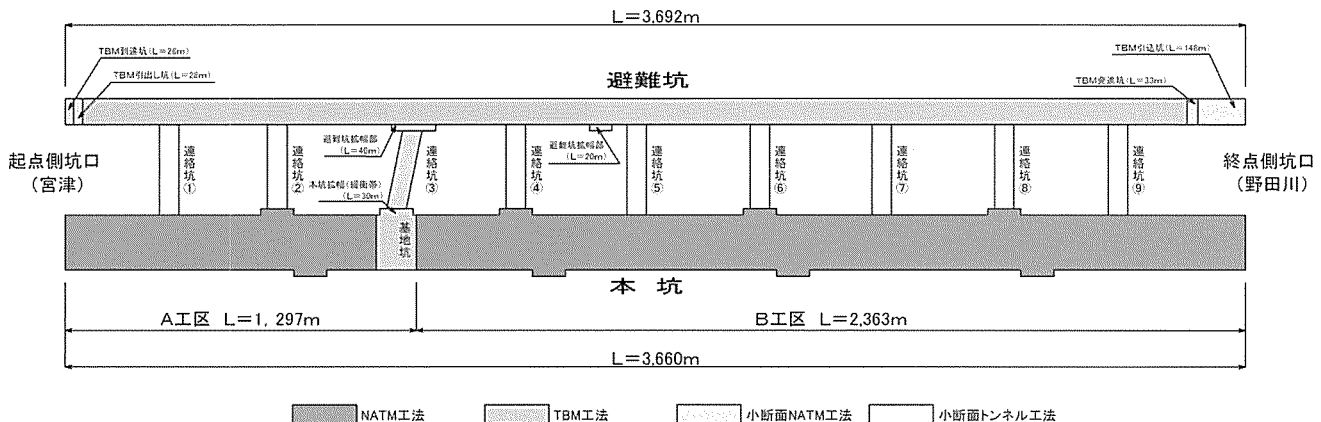 L=3,692m
TBM到達坑(L=26m)
TBM引出し坑(L=28m)
避難坑
TBM引込坑(L=148m)
TBM発進坑(L=33m)
起点側坑口
(宮津)
連絡坑①
連絡坑②
避難坑拡幅部
(L=40m)
本坑拡幅(緩衝帯)
(L=30m)
基地坑
連絡坑③
連絡坑④
避難坑拡幅部
(L=20m)
連絡坑⑤
連絡坑⑥
連絡坑⑦
連絡坑⑧
連絡坑⑨
終点側坑口
(野田川)
本 坑
A工区 L=1,297m
B工区 L=2,363m
L=3,660m
NATM工法
TBM工法
小断面NATM工法
小断面トンネル工法